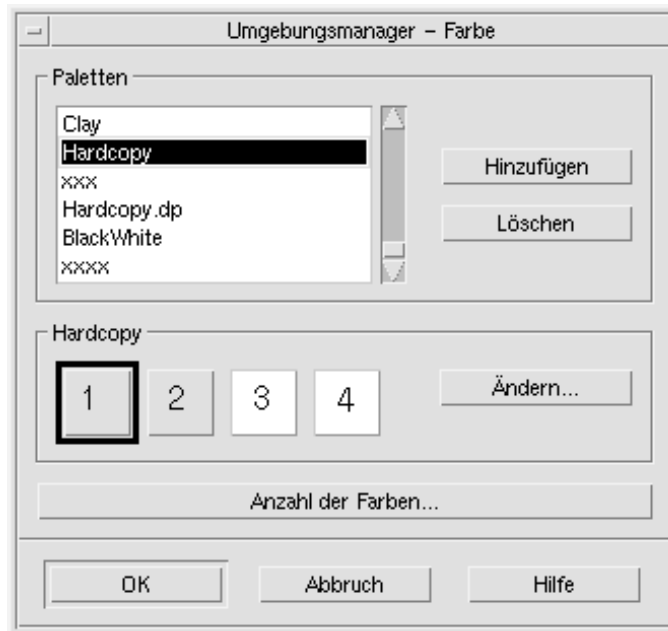 Umgebungsmanager – Farbe
Paletten
Clay
Hardcopy
xxx
Hardcopy.dp
BlackWhite
xxxx
Hinzufügen
Löschen
Hardcopy
1 2 3 4
Ändern...
Anzahl der Farben...
OK Abbruch Hilfe